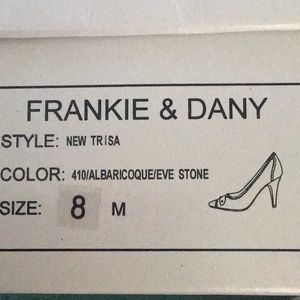 FRANKIE & DANY
STYLE: NEW TRISA
COLOR: 410/ALBARICOQUE/EVE STONE
SIZE: 8 M